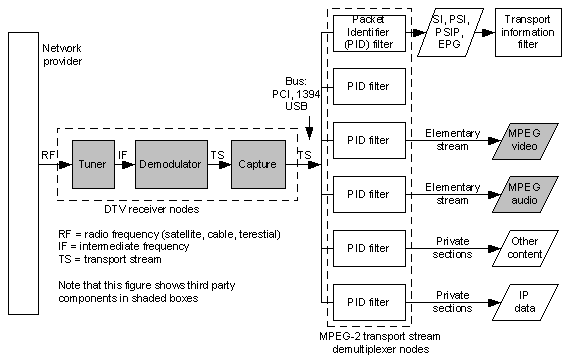 Network
provider
RF
Tuner
IF
Demodulator
TS
Capture
TS
DTV receiver nodes
Bus:
PCI, 1394
USB
RF = radio frequency (satellite, cable, terestial)
IF = intermediate frequency
TS = transport stream
Note that this figure shows third party
components in shaded boxes
Packet
Identifier
(PID) filter
SI, PSI,
PSIP,
EPG
Transport
information
filter
PID filter
PID filter
Elementary
stream
MPEG
video
PID filter
Elementary
stream
MPEG
audio
PID filter
Private
sections
Other
content
PID filter
Private
sections
IP
data
MPEG-2 transport stream
demultiplexer nodes